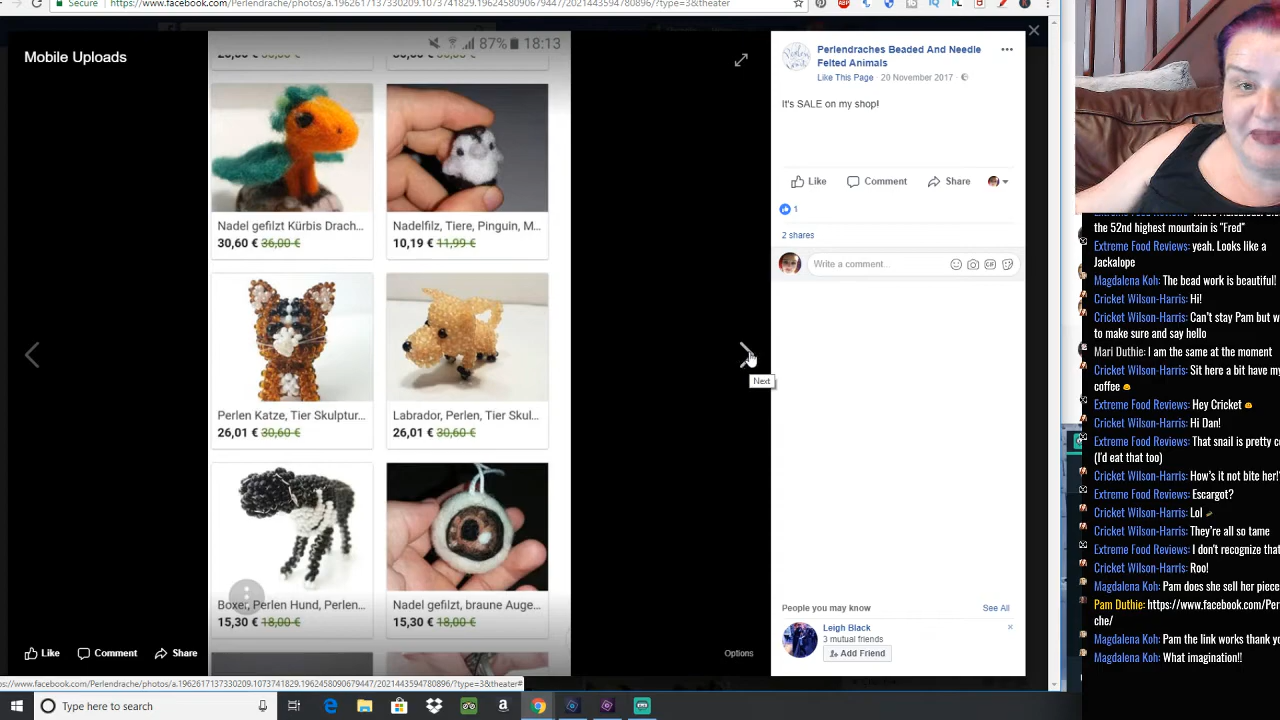 Secure
https://www.facebook.com/Perlendrache/photos/a.1962617137330209.1073741829.1962458090679447/2021443594780896/?type=3&theater
Mobile Uploads
87% 18:13
Nadel gefilzt Kürbis Drach...
30,60 € 36,00 €
Nadelfilz, Tiere, Pinguin, M...
10,19 € 11,99 €
Perlen Katze, Tier Skulptur...
26,01 € 30,60 €
Labrador, Perlen, Tier Skul...
26,01 € 30,60 €
Boxer, Perlen Hund, Perlen...
15,30 € 18,00 €
Nadel gefilzt, braune Auge...
15,30 € 18,00 €
Next
Like Comment Share
Options
Perlendraches Beaded And Needle
Felted Animals
Like This Page · 20 November 2017 ·
It's SALE on my shop!
Like Comment Share
1
2 shares
Write a comment...
People you may know See All
Leigh Black
3 mutual friends
Add Friend
the 52nd highest mountain is "Fred"
Extreme Food Reviews: yeah. Looks like a
Jackalope
Magdalena Koh: The bead work is beautiful!
Cricket Wilson-Harris: Hi!
Cricket Wilson-Harris: Can't stay Pam but w
to make sure and say hello
Mari Duthie: I am the same at the moment
Cricket Wilson-Harris: Sit here a bit have my
coffee
Extreme Food Reviews: Hey Cricket
Cricket Wilson-Harris: Hi Dan!
Extreme Food Reviews: That snail is pretty c
(I'd eat that too)
Cricket Wilson-Harris: How's it not bite her!
Extreme Food Reviews: Escargot?
Cricket Wilson-Harris: Lol
Cricket Wilson-Harris: They're all so tame
Extreme Food Reviews: I don't recognize that
Cricket Wilson-Harris: Roo!
Magdalena Koh: Pam does she sell her piece
Pam Duthie: https://www.facebook.com/Per
che/
Magdalena Koh: Pam the link works thank yo
Magdalena Koh: What imagination!!
ps://www.facebook.com/Perlendrache/photos/a.1962617137330209.1073741829.1962458090679447/2021443594780896/?type=3&theater#
Type here to search